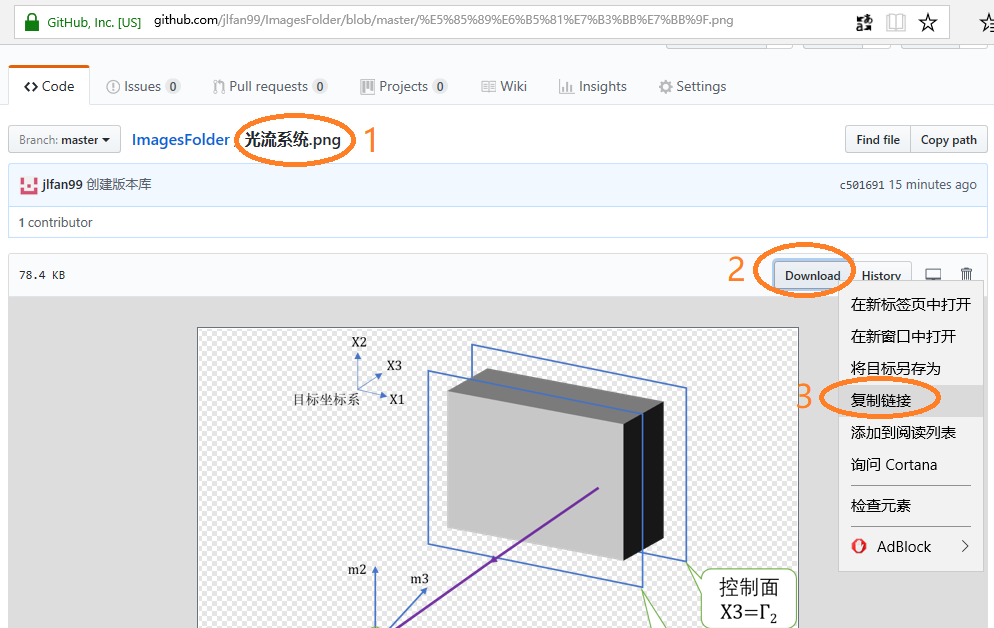 GitHub, Inc. [US] github.com/jlfan99/ImagesFolder/blob/master/%E5%85%89%E6%B5%81%E7%B3%BB%E7%BB%9F.png
Code Issues 0 Pull requests 0 Projects 0 Wiki Insights Settings
Branch: master ImagesFolder / 光流系统.png 1 Find file Copy path
jlfan99 创建版本库 c501691 15 minutes ago
1 contributor
78.4 KB 2 Download History
在新标签页中打开
在新窗口中打开
将目标另存为
3 复制链接
添加到阅读列表
询问 Cortana
检查元素
AdBlock
X2
X3
目标坐标系 X1
m2
m3
控制面
X3=Γ2